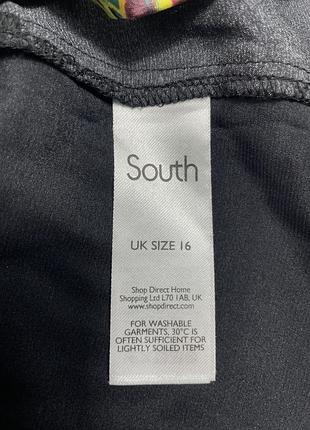 South
UK SIZE 16
Shop Direct Home
Shopping Ltd L70 1AB, UK
www.shopdirect.com
FOR WASHABLE
GARMENTS, 30°C IS
OFTEN SUFFICIENT FOR
LIGHTLY SOILED ITEMS